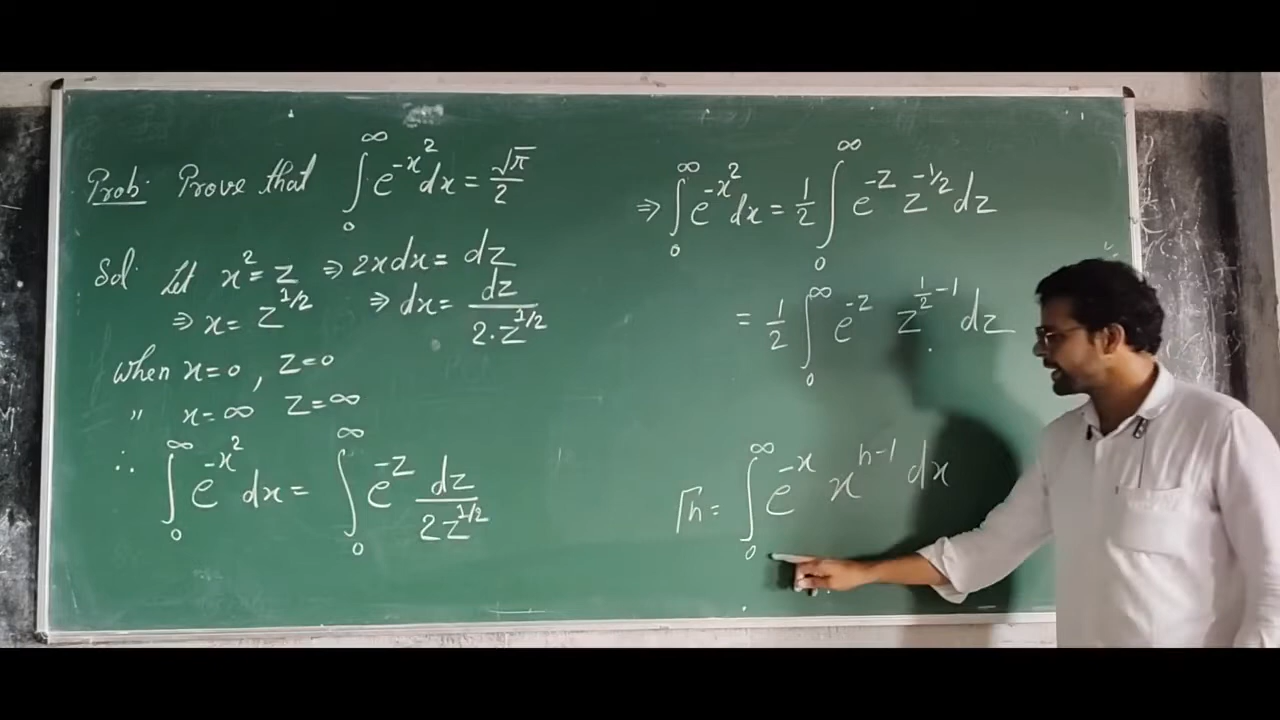 Prob. Prove that ∫₀^∞ e^{-x²} dx = √π/2
Sol. Let x² = z ⇒ 2x dx = dz
⇒ x = z^{1/2} ⇒ dx = dz/(2·z^{1/2})
When x=0, z=0
" x=∞ z=∞
∴ ∫₀^∞ e^{-x²} dx = ∫₀^∞ e^{-z} dz/(2z^{1/2})
⇒ ∫₀^∞ e^{-x²} dx = 1/2 ∫₀^∞ e^{-z} z^{-1/2} dz
= 1/2 ∫₀^∞ e^{-z} z^{1/2-1} dz
Γn = ∫₀^∞ e^{-x} x^{n-1} dx